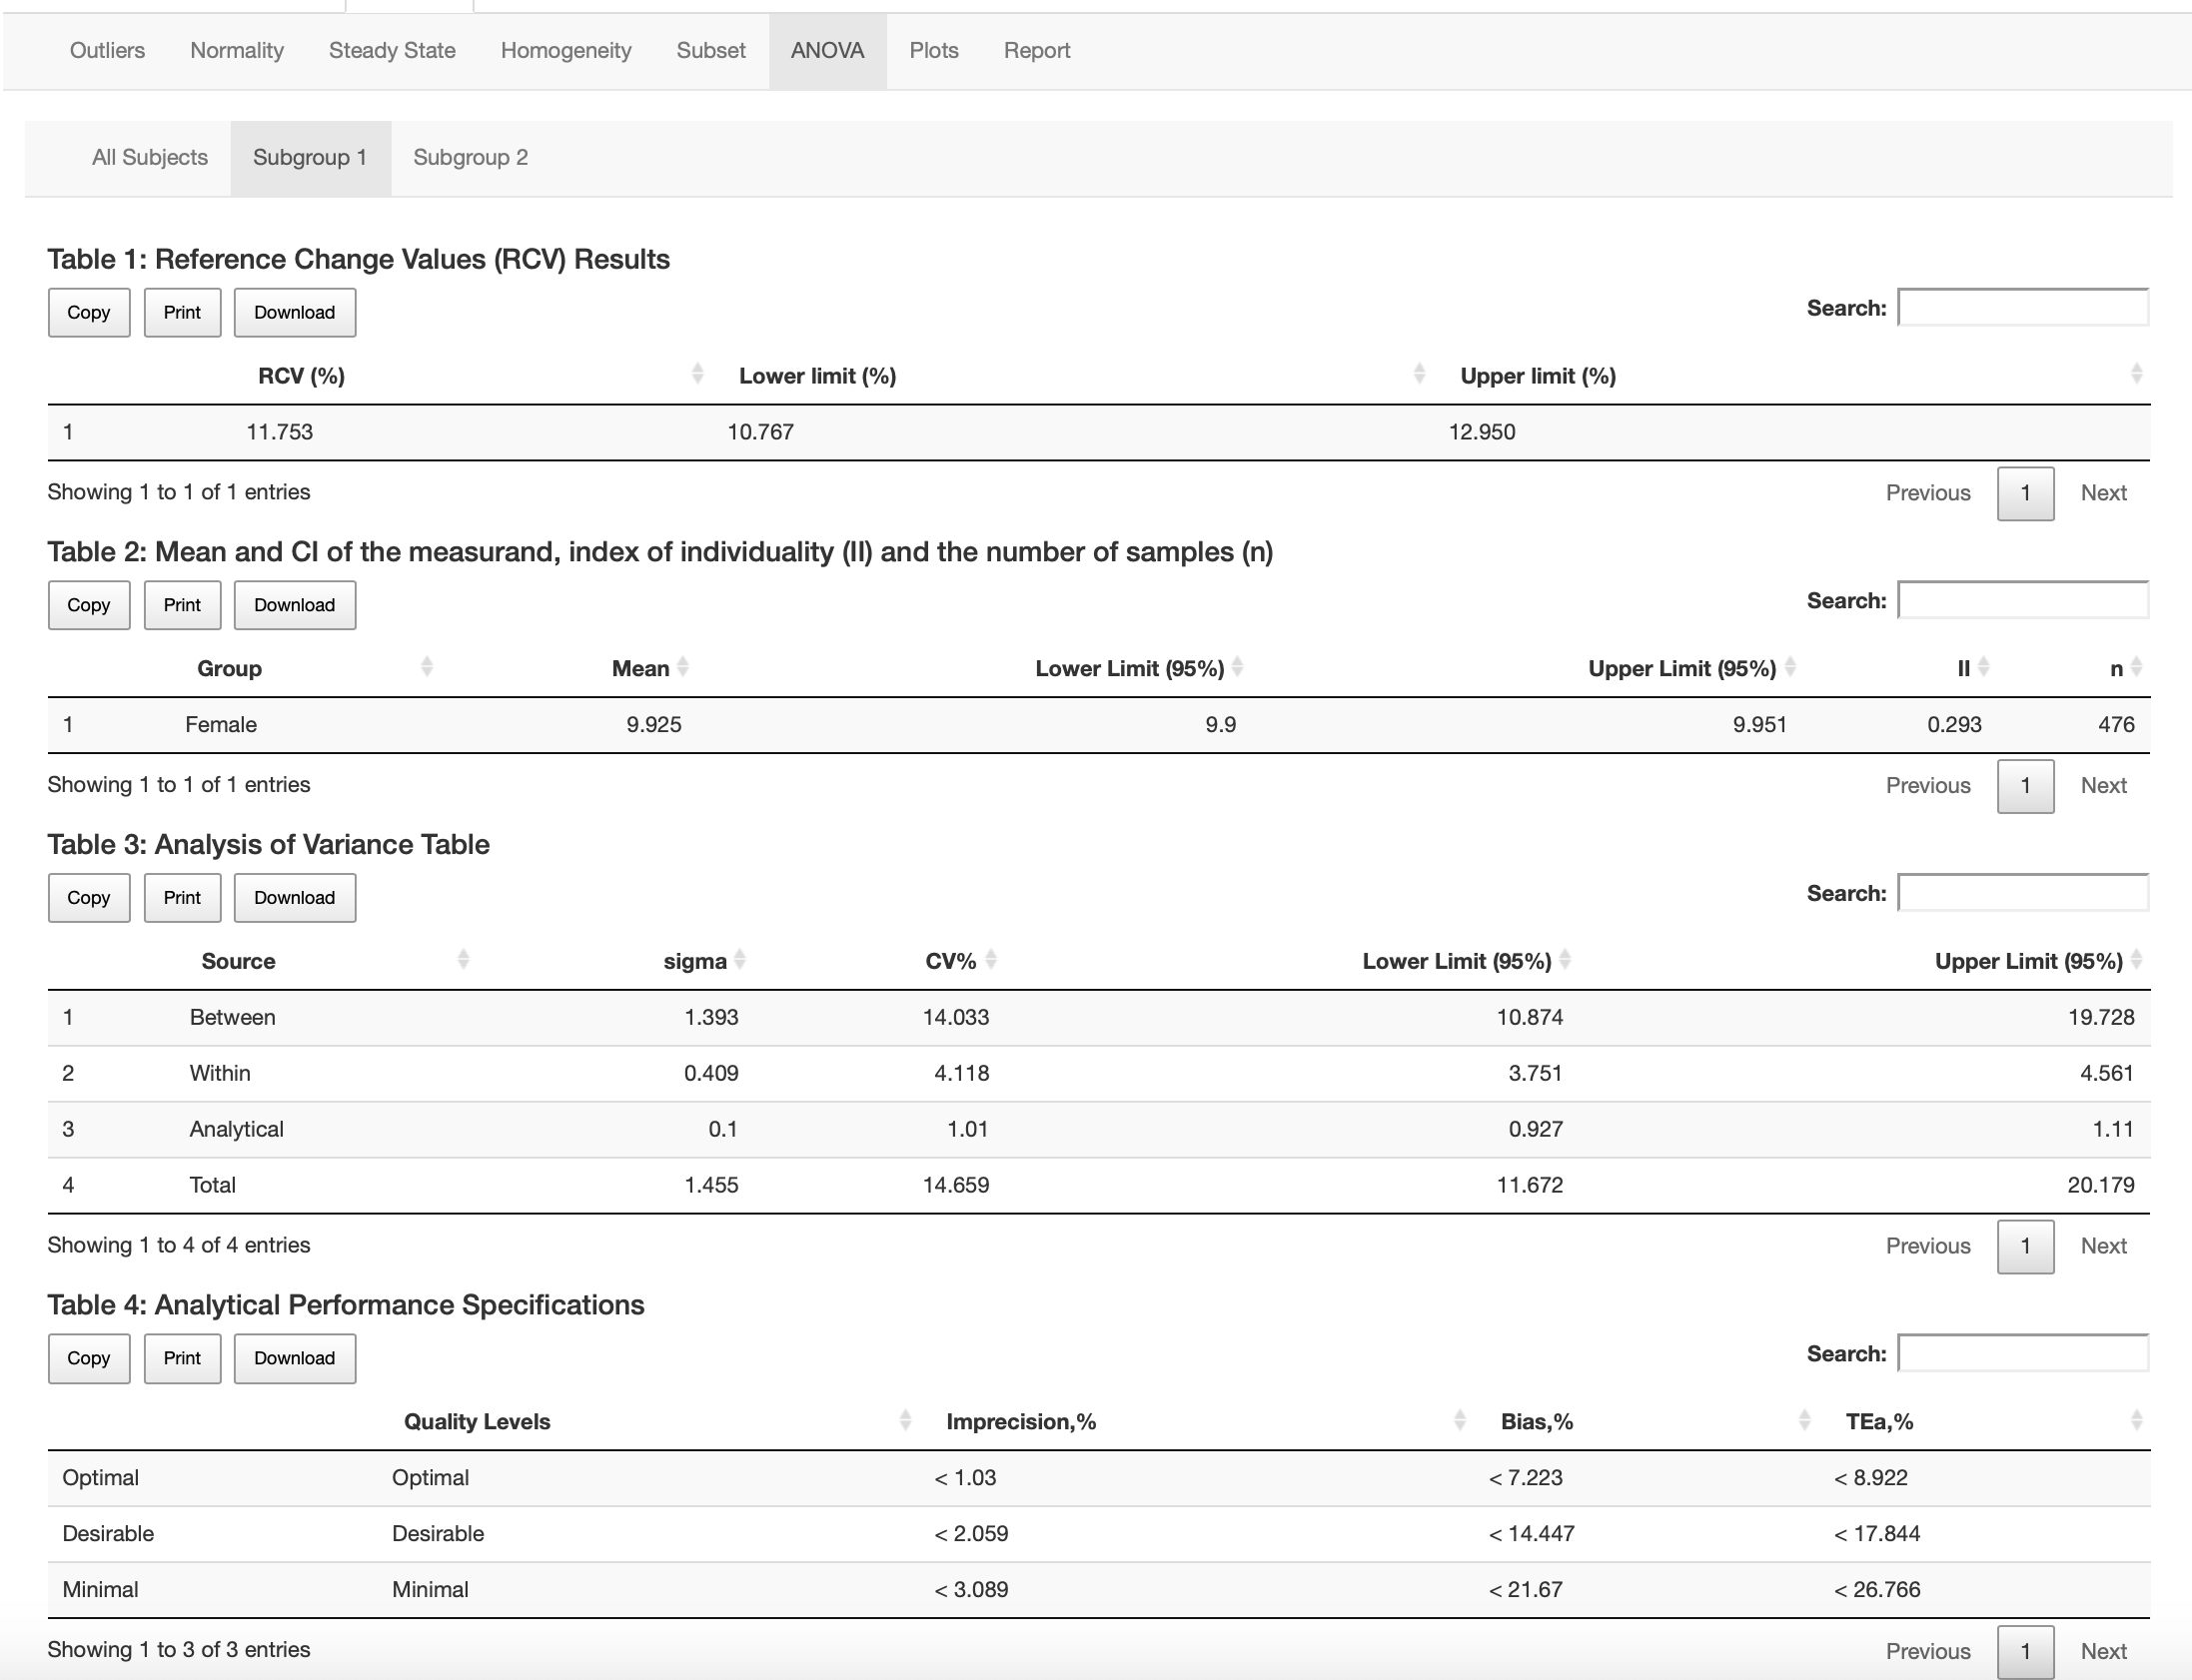 Outliers Normality Steady State Homogeneity Subset ANOVA Plots Report
All Subjects Subgroup 1 Subgroup 2
Table 1: Reference Change Values (RCV) Results
Copy Print Download Search:
RCV (%) Lower limit (%) Upper limit (%)
1 11.753 10.767 12.950
Showing 1 to 1 of 1 entries Previous 1 Next
Table 2: Mean and CI of the measurand, index of individuality (II) and the number of samples (n)
Copy Print Download Search:
Group Mean Lower Limit (95%) Upper Limit (95%) II n
1 Female 9.925 9.9 9.951 0.293 476
Showing 1 to 1 of 1 entries Previous 1 Next
Table 3: Analysis of Variance Table
Copy Print Download Search:
Source sigma CV% Lower Limit (95%) Upper Limit (95%)
1 Between 1.393 14.033 10.874 19.728
2 Within 0.409 4.118 3.751 4.561
3 Analytical 0.1 1.01 0.927 1.11
4 Total 1.455 14.659 11.672 20.179
Showing 1 to 4 of 4 entries Previous 1 Next
Table 4: Analytical Performance Specifications
Copy Print Download Search:
Quality Levels Imprecision,% Bias,% TEa,%
Optimal Optimal < 1.03 < 7.223 < 8.922
Desirable Desirable < 2.059 < 14.447 < 17.844
Minimal Minimal < 3.089 < 21.67 < 26.766
Showing 1 to 3 of 3 entries Previous 1 Next